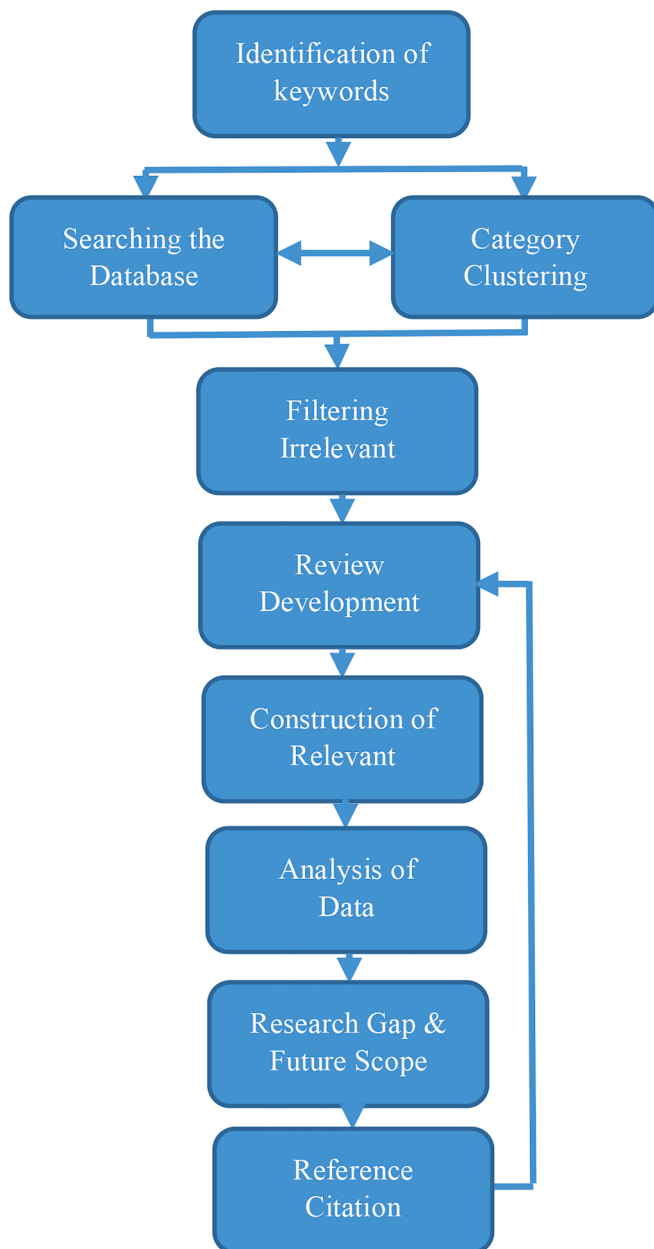 Identification of
keywords
Searching the
Database
Category
Clustering
Filtering
Irrelevant
Review
Development
Construction of
Relevant
Analysis of
Data
Research Gap &
Future Scope
Reference
Citation